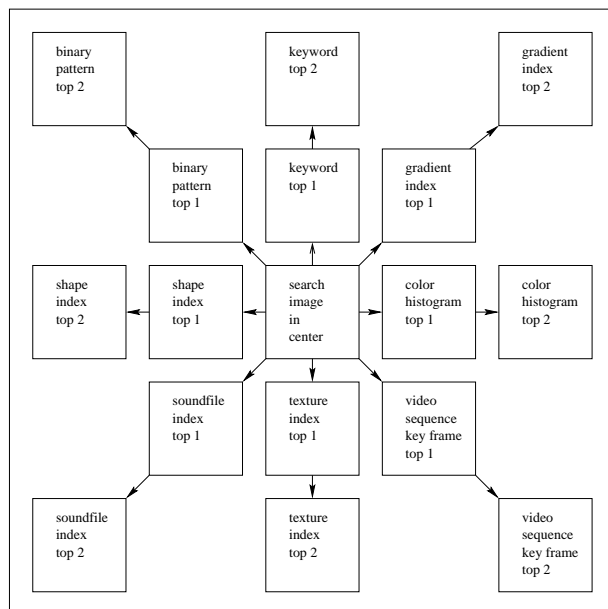 binary
pattern
top 2
keyword
top 2
gradient
index
top 2
binary
pattern
top 1
keyword
top 1
gradient
index
top 1
shape
index
top 2
shape
index
top 1
search
image
in
center
color
histogram
top 1
color
histogram
top 2
soundfile
index
top 1
texture
index
top 1
video
sequence
key frame
top 1
soundfile
index
top 2
texture
index
top 2
video
sequence
key frame
top 2